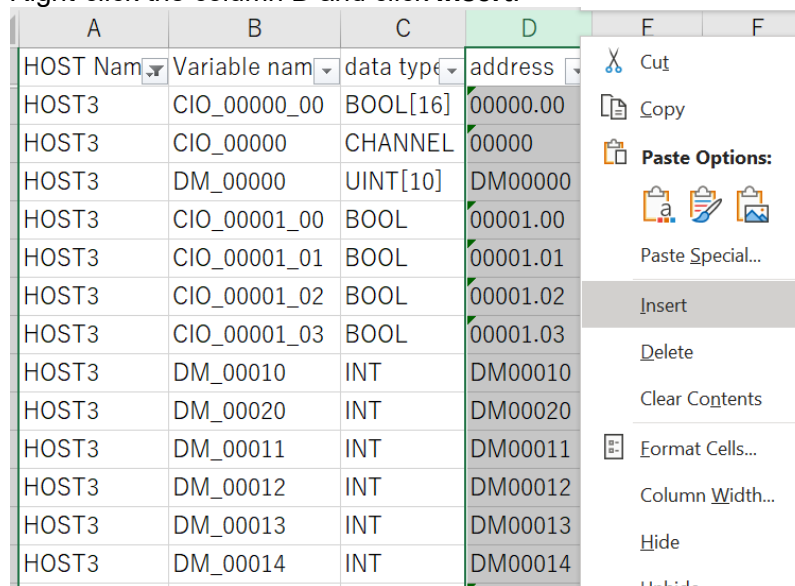 Right click the column D and click Insert.
A B C D E F
HOST Nam Variable nam data type address
HOST3 CIO_00000_00 BOOL[16] 00000.00
HOST3 CIO_00000 CHANNEL 00000
HOST3 DM_00000 UINT[10] DM00000
HOST3 CIO_00001_00 BOOL 00001.00
HOST3 CIO_00001_01 BOOL 00001.01
HOST3 CIO_00001_02 BOOL 00001.02
HOST3 CIO_00001_03 BOOL 00001.03
HOST3 DM_00010 INT DM00010
HOST3 DM_00020 INT DM00020
HOST3 DM_00011 INT DM00011
HOST3 DM_00012 INT DM00012
HOST3 DM_00013 INT DM00013
HOST3 DM_00014 INT DM00014
Cut
Copy
Paste Options:
Paste Special...
Insert
Delete
Clear Contents
Format Cells...
Column Width...
Hide